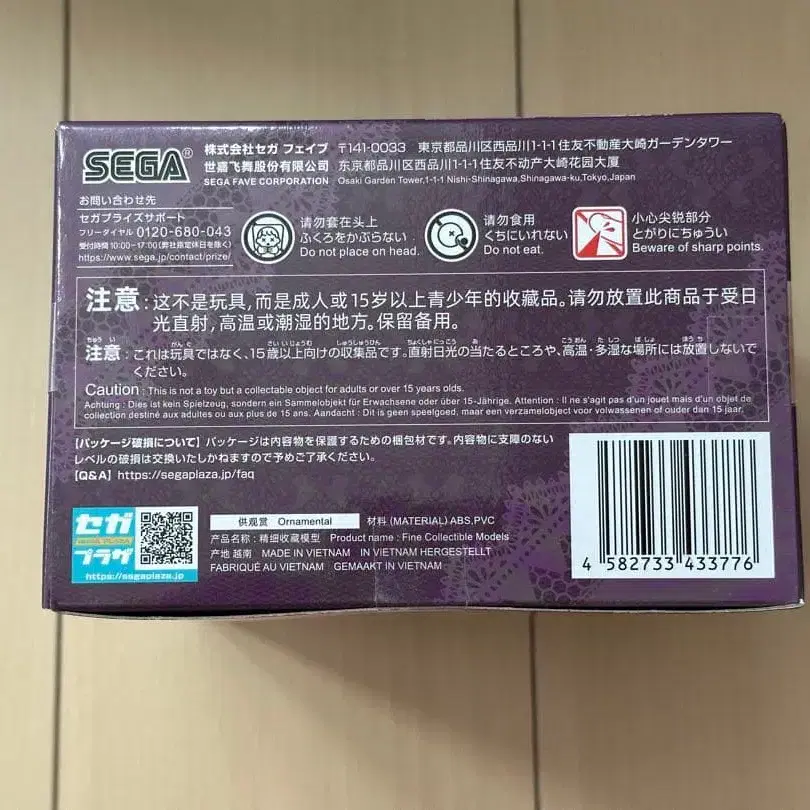 SEGA®
株式会社セガ フェイブ 〒141-0033 東京都品川区西品川1-1-1住友不動産大崎ガーデンタワー
世嘉飞舞股份有限公司 东京都品川区西品川1-1-1住友不动产大崎花园大厦
SEGA FAVE CORPORATION Osaki Garden Tower,1-1-1 Nishi-Shinagawa,Shinagawa-ku,Tokyo,Japan
お問い合わせ先
セガプライズサポート
フリーダイヤル 0120-680-043
受付時間 10:00～17:00(弊社指定休日を除く)
https://www.sega.jp/contact/prize/
请勿套在头上
ふくろをかぶらない
Do not place on head.
请勿食用
くちにいれない
Do not eat.
小心尖锐部分
とがりにちゅうい
Beware of sharp points.
注意：这不是玩具，而是成人或15岁以上青少年的收藏品。请勿放置此商品于受日
光直射，高温或潮湿的地方。保留备用。
注意：これは玩具ではなく、15歳以上向けの収集品です。直射日光の当たるところや、高温・多湿な場所には放置しないで
ください。
Caution : This is not a toy but a collectable object for adults or over 15 years olds.
Achtung : Dies ist kein Spielzeug, sondern ein Sammelobjekt für Erwachsene oder über 15-Jährige. Attention : Il ne s'agit pas d'un jouet mais d'un objet de
collection destiné aux adultes ou aux plus de 15 ans. Aandacht : Dit is geen speelgoed, maar een verzamelobject voor volwassenen of ouder dan 15 jaar.
【パッケージ破損について】パッケージは内容物を保護するための梱包材です。内容物に支障のない
レベルの破損は交換いたしかねますので予めご了承ください。
【Q&A】https://segaplaza.jp/faq
セガ
プラザ
https://segaplaza.jp
供观赏 Ornamental 材料 (MATERIAL) ABS,PVC
产品名称：精细收藏模型 Product name : Fine Collectible Models
产地 越南 MADE IN VIETNAM IN VIETNAM HERGESTELLT
FABRIQUÉ AU VIETNAM GEMAAKT IN VIETNAM
4 582733 433776